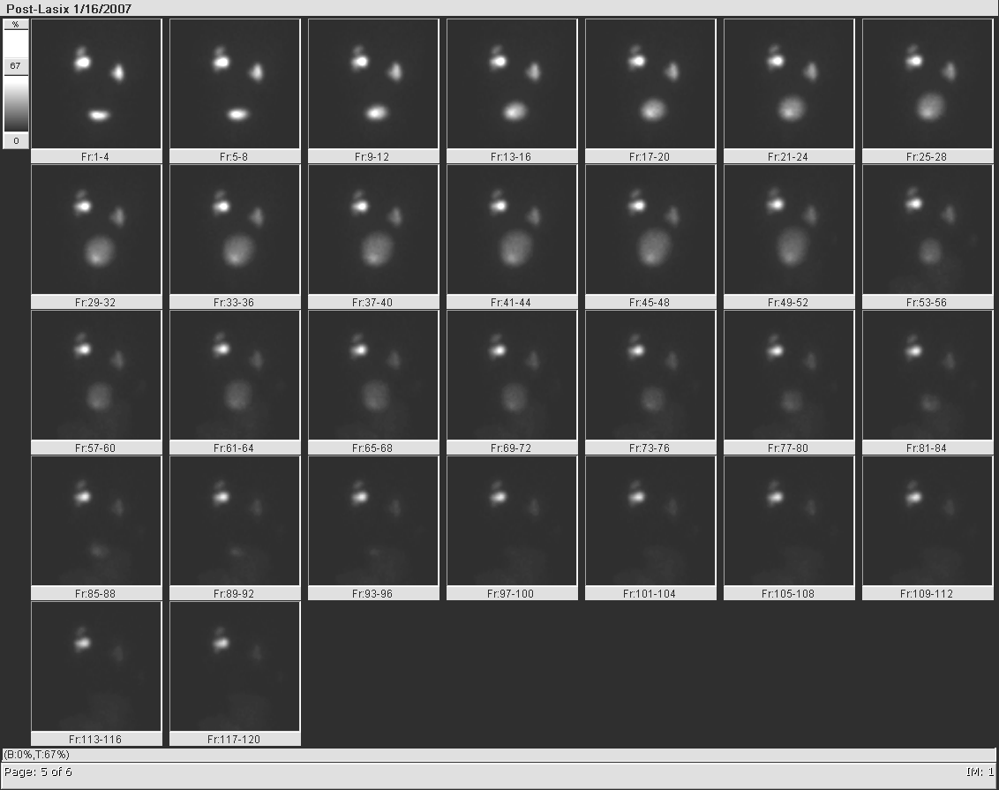 Post-Lasix 1/16/2007
%
67
0
Fr:1-4 Fr:5-8 Fr:9-12 Fr:13-16 Fr:17-20 Fr:21-24 Fr:25-28
Fr:29-32 Fr:33-36 Fr:37-40 Fr:41-44 Fr:45-48 Fr:49-52 Fr:53-56
Fr:57-60 Fr:61-64 Fr:65-68 Fr:69-72 Fr:73-76 Fr:77-80 Fr:81-84
Fr:85-88 Fr:89-92 Fr:93-96 Fr:97-100 Fr:101-104 Fr:105-108 Fr:109-112
Fr:113-116 Fr:117-120
(B:0%,T:67%)
Page: 5 of 6 IM: 1